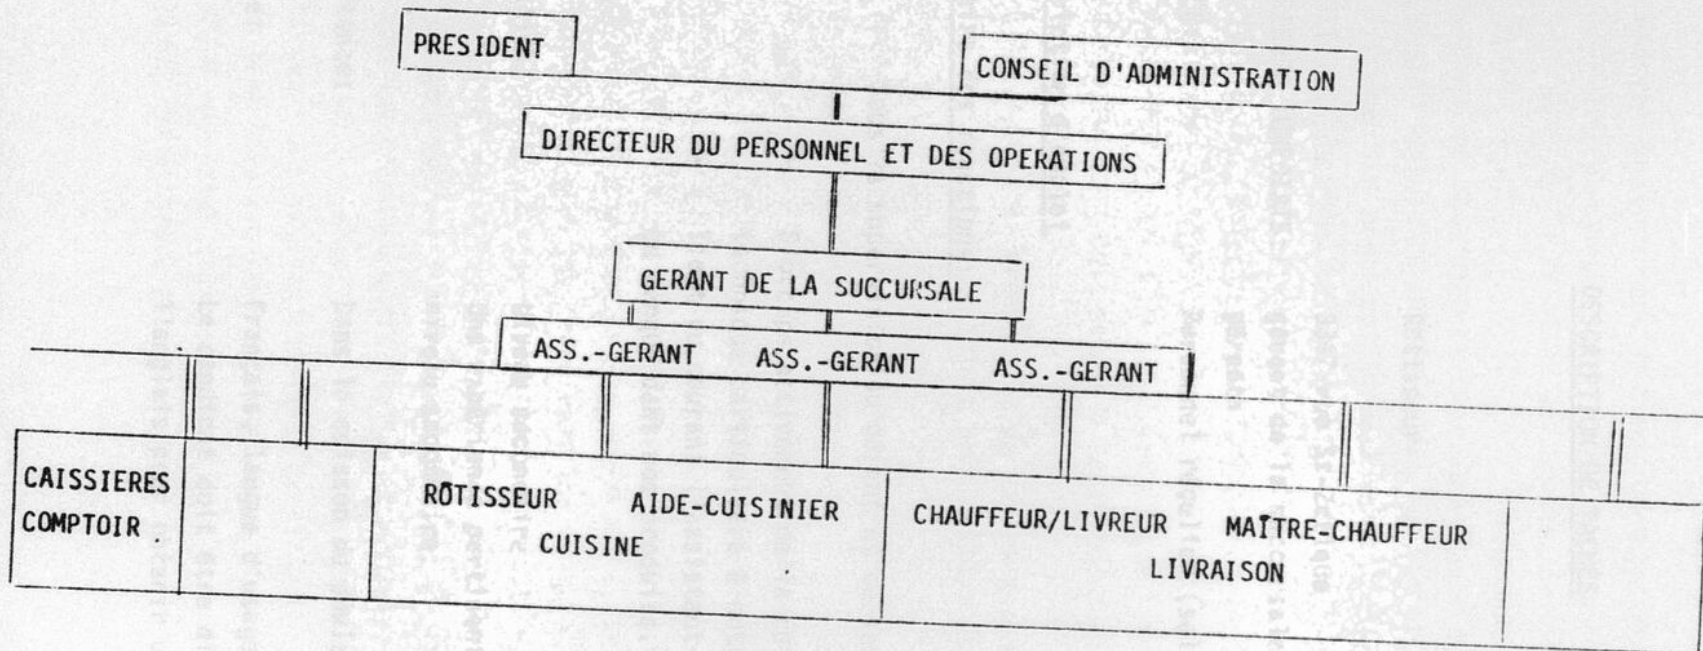 PRESIDENT
CONSEIL D'ADMINISTRATION
DIRECTEUR DU PERSONNEL ET DES OPERATIONS
GERANT DE LA SUCCURSALE
ASS.-GERANT ASS.-GERANT ASS.-GERANT
CAISSIERES
COMPTOIR
RÔTISSEUR AIDE-CUISINIER
CUISINE
CHAUFFEUR/LIVREUR MAÎTRE-CHAUFFEUR
LIVRAISON